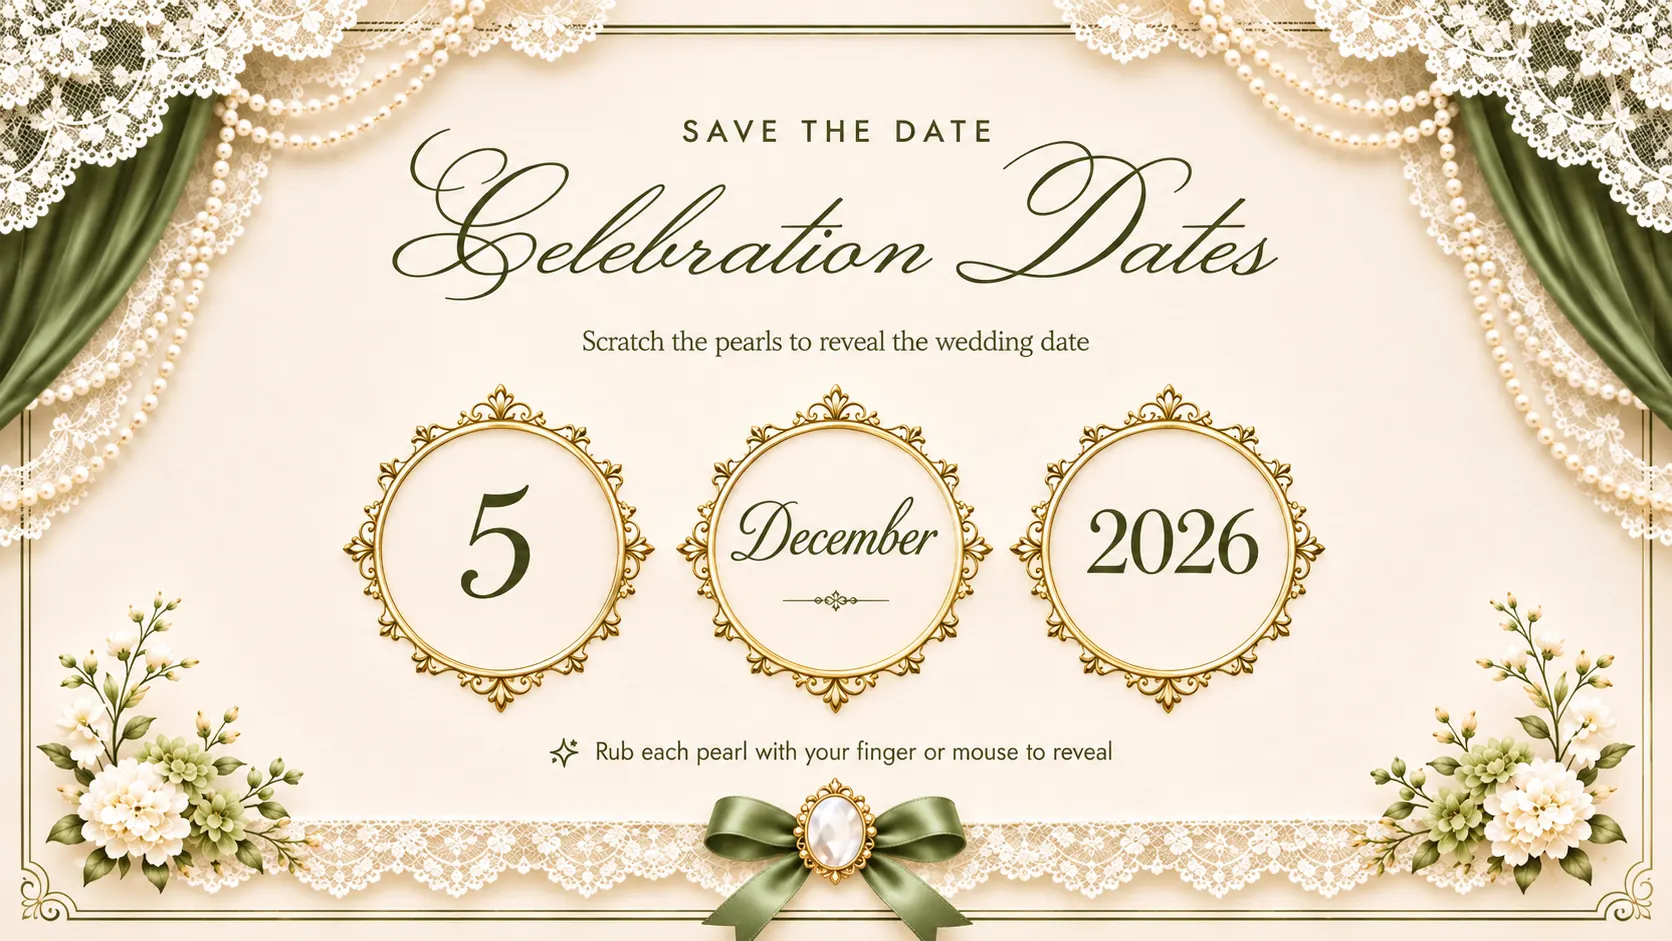 SAVE THE DATE
Celebration Dates
Scratch the pearls to reveal the wedding date
5
December
2026
Rub each pearl with your finger or mouse to reveal